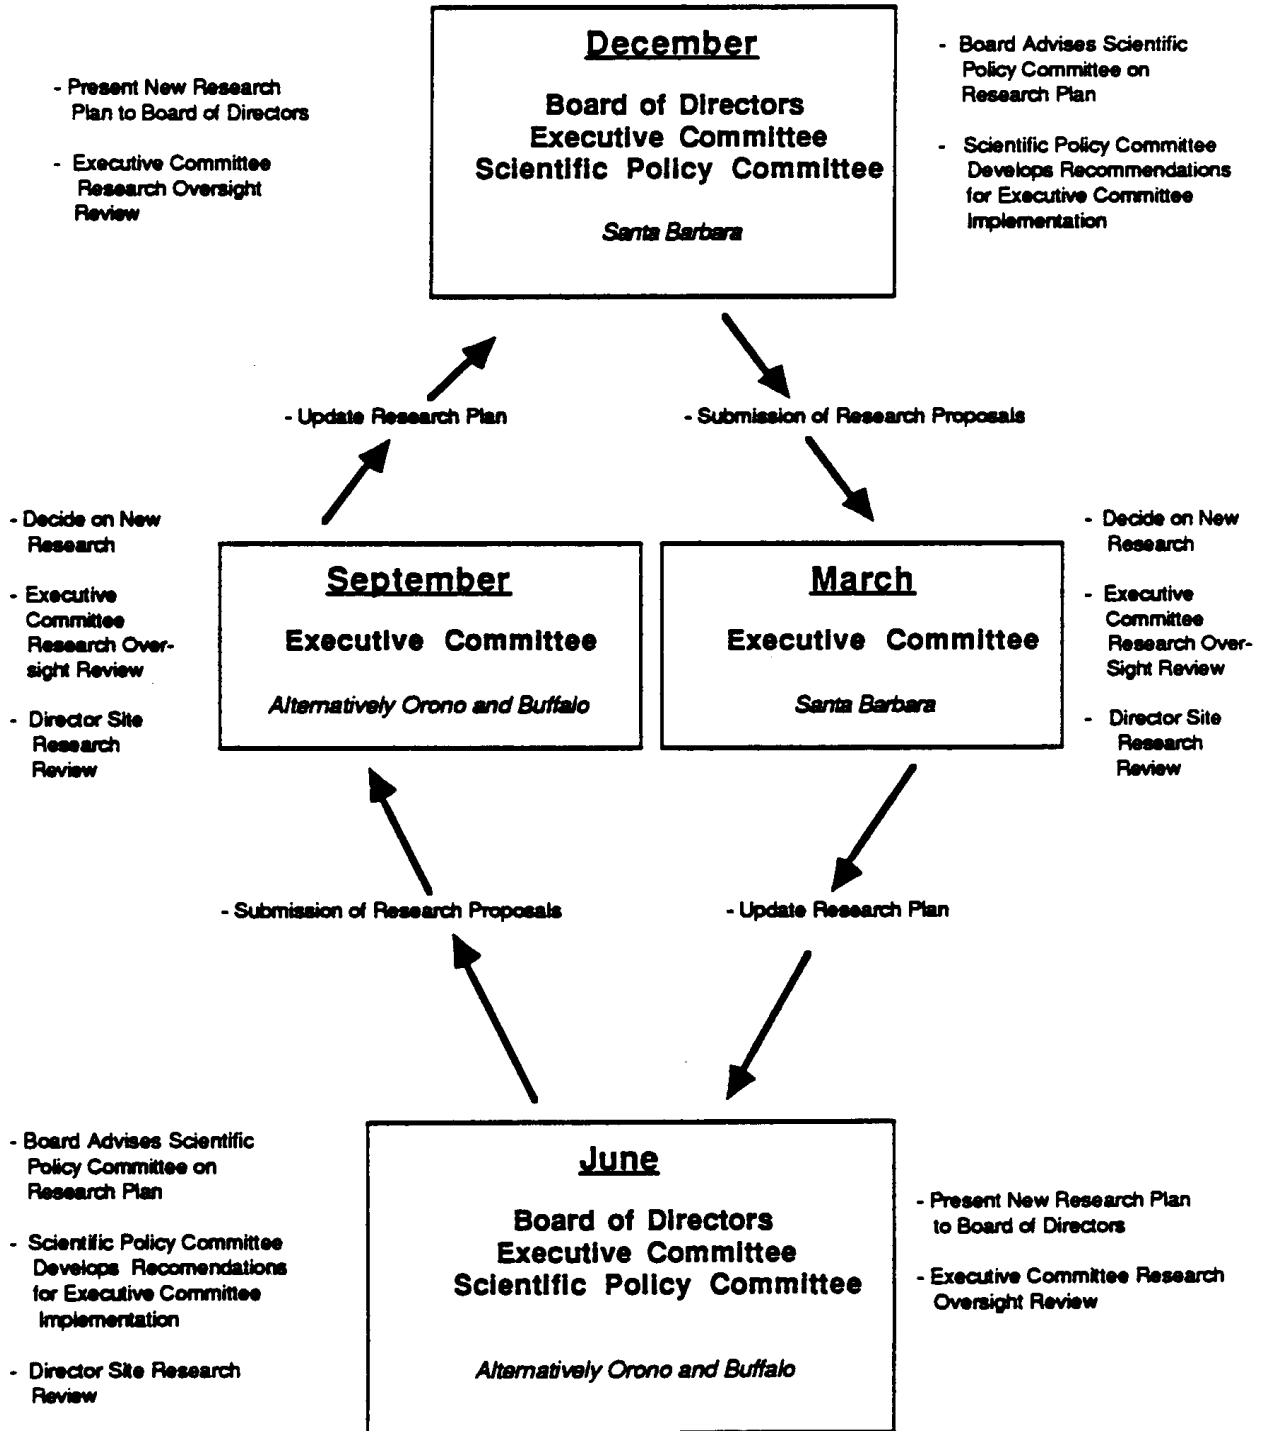 December
Board of Directors
Executive Committee
Scientific Policy Committee
Santa Barbara
- Present New Research
Plan to Board of Directors
- Executive Committee
Research Oversight
Review
- Board Advises Scientific
Policy Committee on
Research Plan
- Scientific Policy Committee
Develops Recommendations
for Executive Committee
Implementation
- Update Research Plan
- Submission of Research Proposals
- Decide on New
Research
- Executive
Committee
Research Over-
sight Review
- Director Site
Research
Review
September
Executive Committee
Alternatively Orono and Buffalo
March
Executive Committee
Santa Barbara
- Decide on New
Research
- Executive
Committee
Research Over-
Sight Review
- Director Site
Research
Review
- Submission of Research Proposals
- Update Research Plan
- Board Advises Scientific
Policy Committee on
Research Plan
- Scientific Policy Committee
Develops Recomendations
for Executive Committee
Implementation
- Director Site Research
Review
June
Board of Directors
Executive Committee
Scientific Policy Committee
Alternatively Orono and Buffalo
- Present New Research Plan
to Board of Directors
- Executive Committee Research
Oversight Review